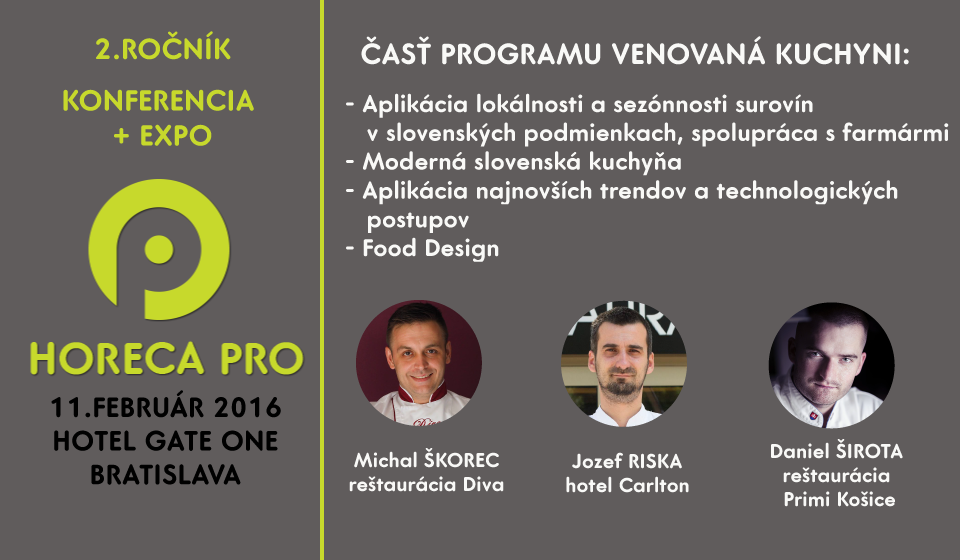 2.ROČNÍK
KONFERENCIA
+ EXPO
HORECA PRO
11.FEBRUÁR 2016
HOTEL GATE ONE
BRATISLAVA
ČASŤ PROGRAMU VENOVANÁ KUCHYNI:
- Aplikácia lokálnosti a sezónnosti surovín
v slovenských podmienkach, spolupráca s farmármi
- Moderná slovenská kuchyňa
- Aplikácia najnovších trendov a technologických
postupov
- Food Design
Michal ŠKOREC
reštaurácia Diva
Jozef RISKA
hotel Carlton
Daniel ŠIROTA
reštaurácia
Primi Košice